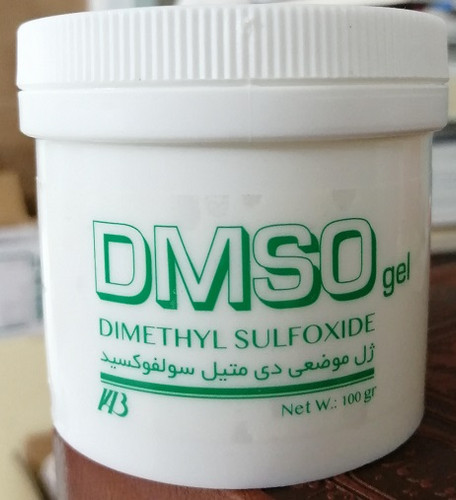 DMSO gel
DIMETHYL SULFOXIDE
ژل موضعی دی متیل سولفوکسید
Net W.: 100 gr